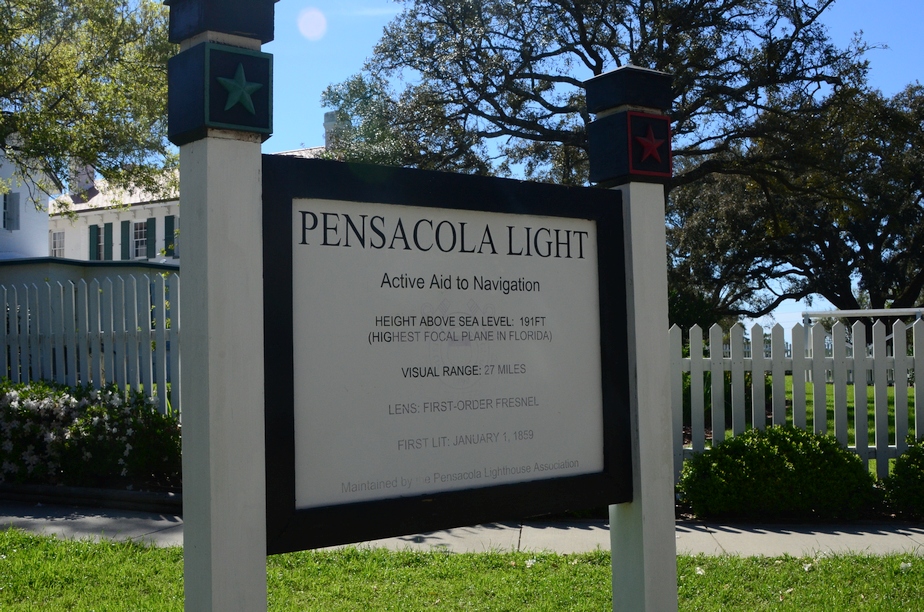 PENSACOLA LIGHT
Active Aid to Navigation
HEIGHT ABOVE SEA LEVEL: 191FT
(HIGHEST FOCAL PLANE IN FLORIDA)
VISUAL RANGE: 27 MILES
LENS: FIRST-ORDER FRESNEL
FIRST LIT: JANUARY 1, 1859
Maintained by Pensacola Lighthouse Association